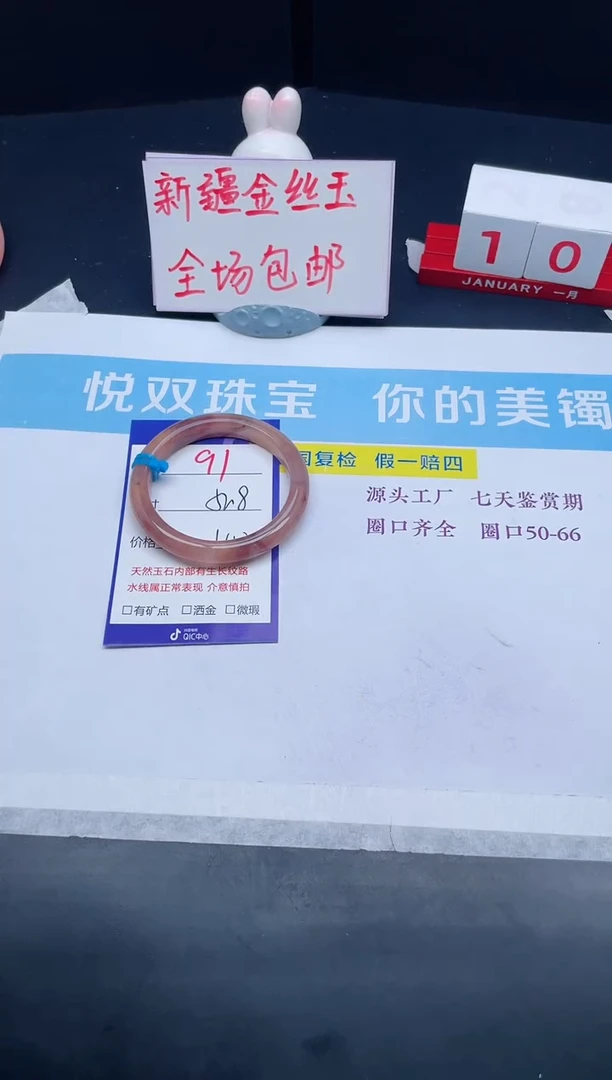 新疆金丝玉
全场包邮
10
JANUARY 一月
悦双珠宝 你的美镯
国复检 假一赔四
源头工厂 七天鉴赏期
圈口齐全 圈口50-66
91
价格
天然玉石内部有生长纹路
水线属正常表现 介意慎拍
□有矿点 □洒金 □微瑕
QIC中心